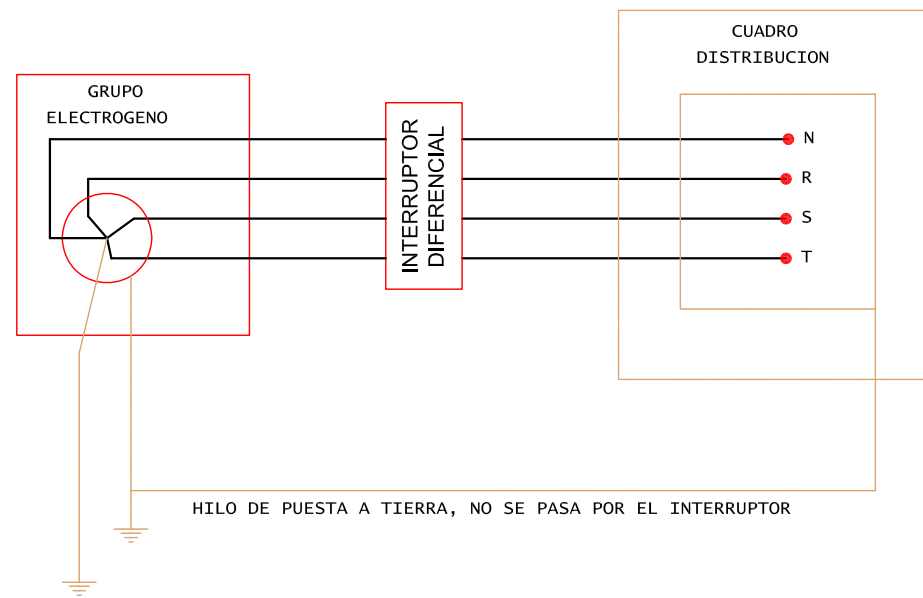 GRUPO
ELECTROGENO
INTERRUPTOR
DIFERENCIAL
CUADRO
DISTRIBUCION
N
R
S
T
HILO DE PUESTA A TIERRA, NO SE PASA POR EL INTERRUPTOR